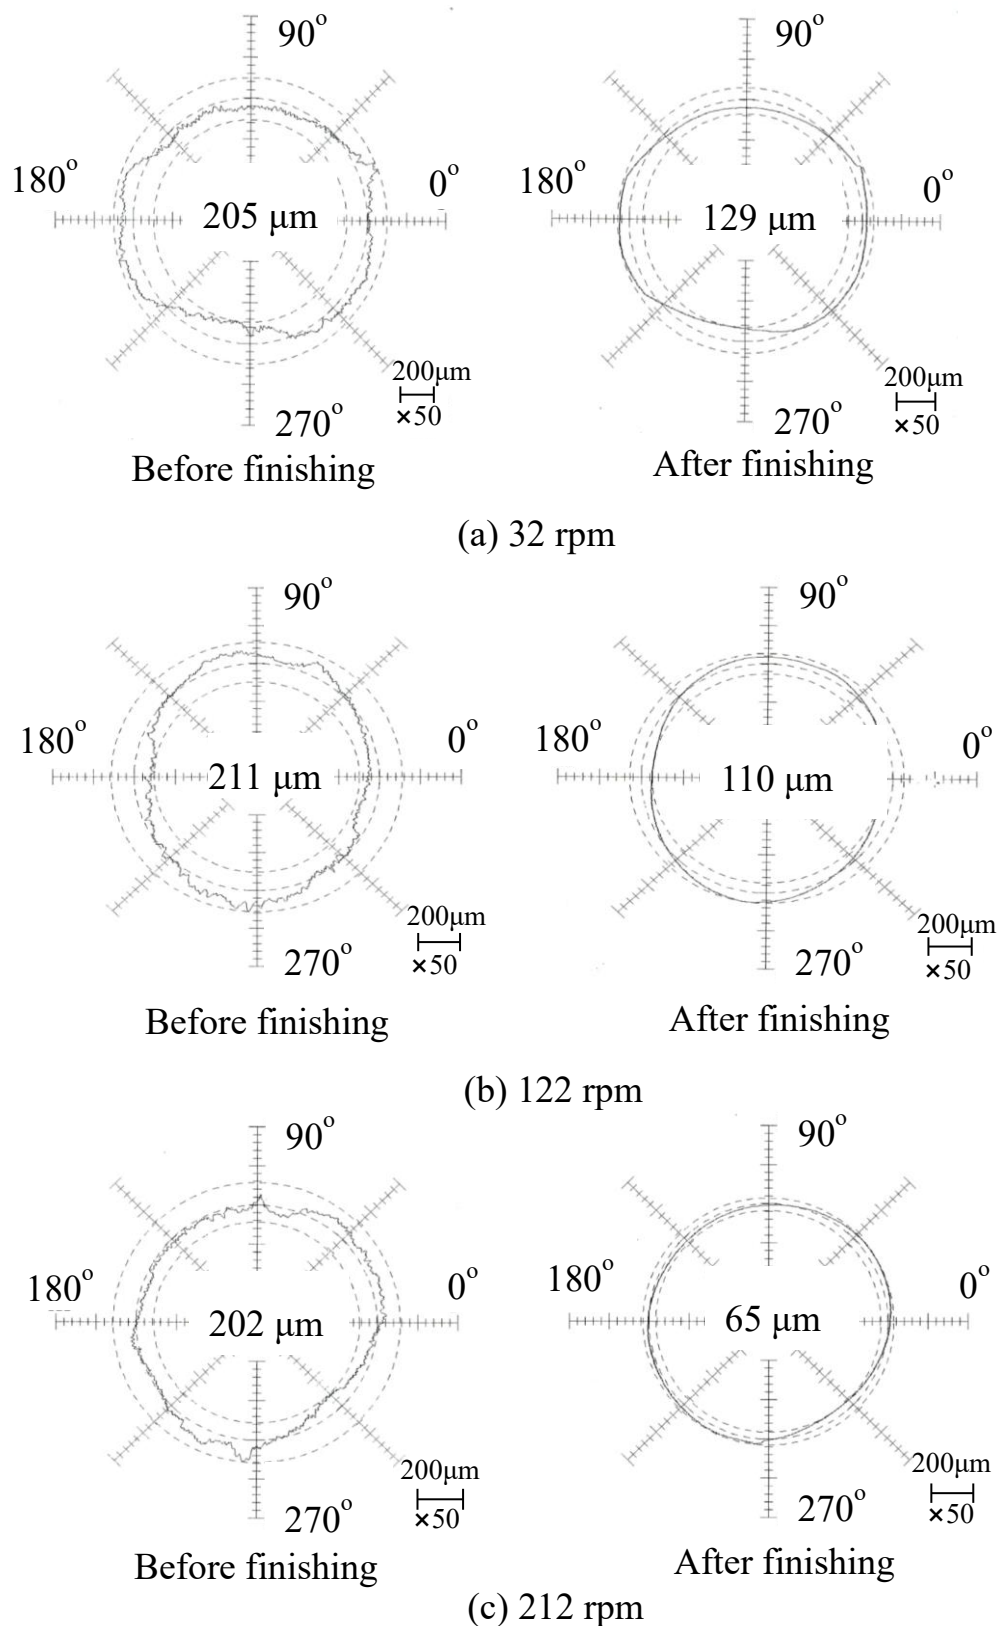 90°
180°
0°
205 μm
200μm
×50
270°
Before finishing
90°
180°
0°
129 μm
200μm
×50
270°
After finishing
(a) 32 rpm
90°
180°
0°
211 μm
200μm
×50
270°
Before finishing
90°
180°
0°
110 μm
200μm
×50
270°
After finishing
(b) 122 rpm
90°
180°
0°
202 μm
200μm
×50
270°
Before finishing
90°
180°
0°
65 μm
200μm
×50
270°
After finishing
(c) 212 rpm